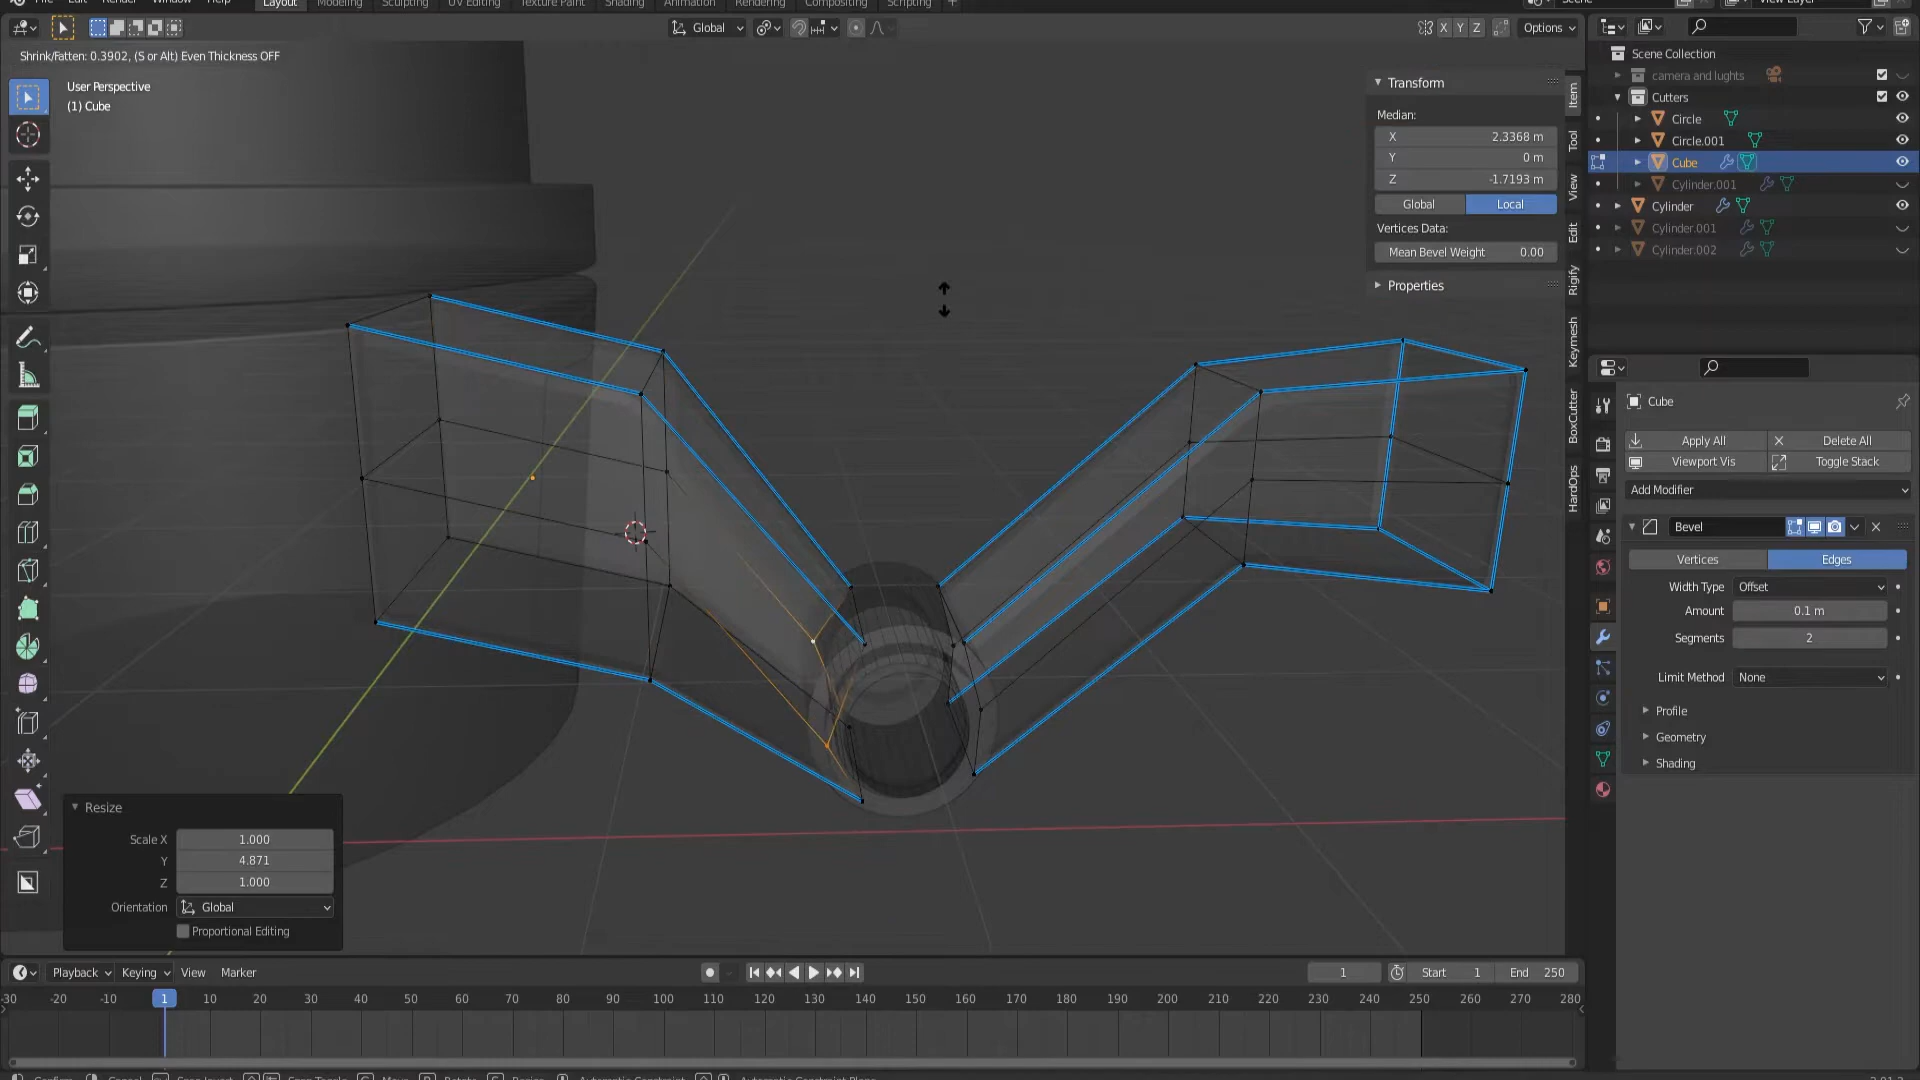 Layout Modeling Sculpting UV Editing Texture Paint Shading Animation Rendering Compositing Scripting +
Global
X Y Z
Options
Shrink/Fatten: 0.3902, (S or Alt) Even Thickness OFF
User Perspective
(1) Cube
Transform
Median:
X 2.3368 m
Y 0 m
Z -1.7193 m
Global Local
Vertices Data:
Mean Bevel Weight 0.00
Properties
Item
Tool
View
Edit
Rigify
Keymesh
BoxCutter
HardOps
Scene Collection
camera and lughts
Cutters
Circle
Circle.001
Cube
Cylinder.001
Cylinder
Cylinder.001
Cylinder.002
Cube
Apply All Delete All
Viewport Vis Toggle Stack
Add Modifier
Bevel
Vertices Edges
Width Type Offset
Amount 0.1 m
Segments 2
Limit Method None
Profile
Geometry
Shading
Resize
Scale X 1.000
Y 4.871
Z 1.000
Orientation Global
Proportional Editing
Playback Keying View Marker
1 Start 1 End 250
-30 -20 -10 1 10 20 30 40 50 60 70 80 90 100 110 120 130 140 150 160 170 180 190 200 210 220 230 240 250 260 270 280